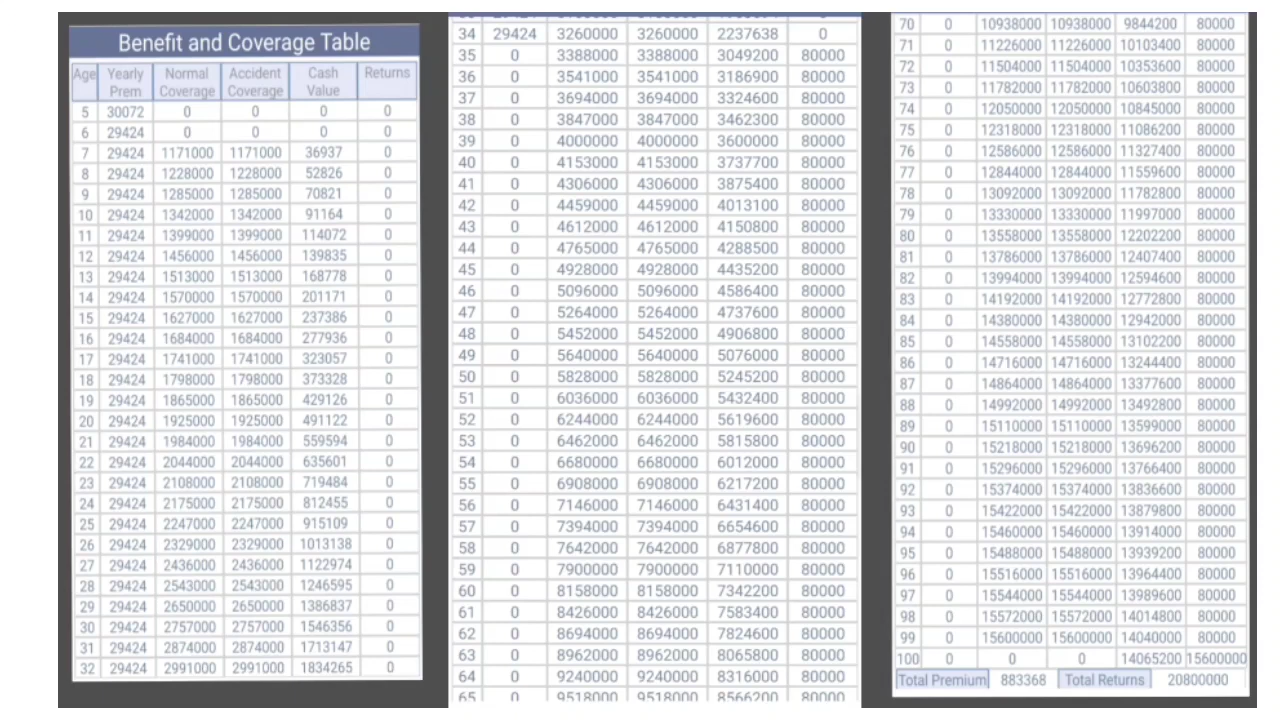 Benefit and Coverage Table
Age Yearly Prem Normal Coverage Accident Coverage Cash Value Returns
5 30072 0 0 0 0
6 29424 0 0 0 0
7 29424 1171000 1171000 36937 0
8 29424 1228000 1228000 52826 0
9 29424 1285000 1285000 70821 0
10 29424 1342000 1342000 91164 0
11 29424 1399000 1399000 114072 0
12 29424 1456000 1456000 139835 0
13 29424 1513000 1513000 168778 0
14 29424 1570000 1570000 201171 0
15 29424 1627000 1627000 237386 0
16 29424 1684000 1684000 277936 0
17 29424 1741000 1741000 323057 0
18 29424 1798000 1798000 373328 0
19 29424 1865000 1865000 429126 0
20 29424 1925000 1925000 491122 0
21 29424 1984000 1984000 559594 0
22 29424 2044000 2044000 635601 0
23 29424 2108000 2108000 719484 0
24 29424 2175000 2175000 812455 0
25 29424 2247000 2247000 915109 0
26 29424 2329000 2329000 1013138 0
27 29424 2436000 2436000 1122974 0
28 29424 2543000 2543000 1246595 0
29 29424 2650000 2650000 1386837 0
30 29424 2757000 2757000 1546356 0
31 29424 2874000 2874000 1713147 0
32 29424 2991000 2991000 1834265 0
34 29424 3260000 3260000 2237638 0
35 0 3388000 3388000 3049200 80000
36 0 3541000 3541000 3186900 80000
37 0 3694000 3694000 3324600 80000
38 0 3847000 3847000 3462300 80000
39 0 4000000 4000000 3600000 80000
40 0 4153000 4153000 3737700 80000
41 0 4306000 4306000 3875400 80000
42 0 4459000 4459000 4013100 80000
43 0 4612000 4612000 4150800 80000
44 0 4765000 4765000 4288500 80000
45 0 4928000 4928000 4435200 80000
46 0 5096000 5096000 4586400 80000
47 0 5264000 5264000 4737600 80000
48 0 5452000 5452000 4906800 80000
49 0 5640000 5640000 5076000 80000
50 0 5828000 5828000 5245200 80000
51 0 6036000 6036000 5432400 80000
52 0 6244000 6244000 5619600 80000
53 0 6462000 6462000 5815800 80000
54 0 6680000 6680000 6012000 80000
55 0 6908000 6908000 6217200 80000
56 0 7146000 7146000 6431400 80000
57 0 7394000 7394000 6654600 80000
58 0 7642000 7642000 6877800 80000
59 0 7900000 7900000 7110000 80000
60 0 8158000 8158000 7342200 80000
61 0 8426000 8426000 7583400 80000
62 0 8694000 8694000 7824600 80000
63 0 8962000 8962000 8065800 80000
64 0 9240000 9240000 8316000 80000
65 0 9518000 9518000 8566200 80000
70 0 10938000 10938000 9844200 80000
71 0 11226000 11226000 10103400 80000
72 0 11504000 11504000 10353600 80000
73 0 11782000 11782000 10603800 80000
74 0 12050000 12050000 10845000 80000
75 0 12318000 12318000 11086200 80000
76 0 12586000 12586000 11327400 80000
77 0 12844000 12844000 11559600 80000
78 0 13092000 13092000 11782800 80000
79 0 13330000 13330000 11997000 80000
80 0 13558000 13558000 12202200 80000
81 0 13786000 13786000 12407400 80000
82 0 13994000 13994000 12594600 80000
83 0 14192000 14192000 12772800 80000
84 0 14380000 14380000 12942000 80000
85 0 14558000 14558000 13102200 80000
86 0 14716000 14716000 13244400 80000
87 0 14864000 14864000 13377600 80000
88 0 14992000 14992000 13492800 80000
89 0 15110000 15110000 13599000 80000
90 0 15218000 15218000 13696200 80000
91 0 15296000 15296000 13766400 80000
92 0 15374000 15374000 13836600 80000
93 0 15422000 15422000 13879800 80000
94 0 15460000 15460000 13914000 80000
95 0 15488000 15488000 13939200 80000
96 0 15516000 15516000 13964400 80000
97 0 15544000 15544000 13989600 80000
98 0 15572000 15572000 14014800 80000
99 0 15600000 15600000 14040000 80000
100 0 0 0 14065200 15600000
Total Premium 883368 Total Returns 20800000